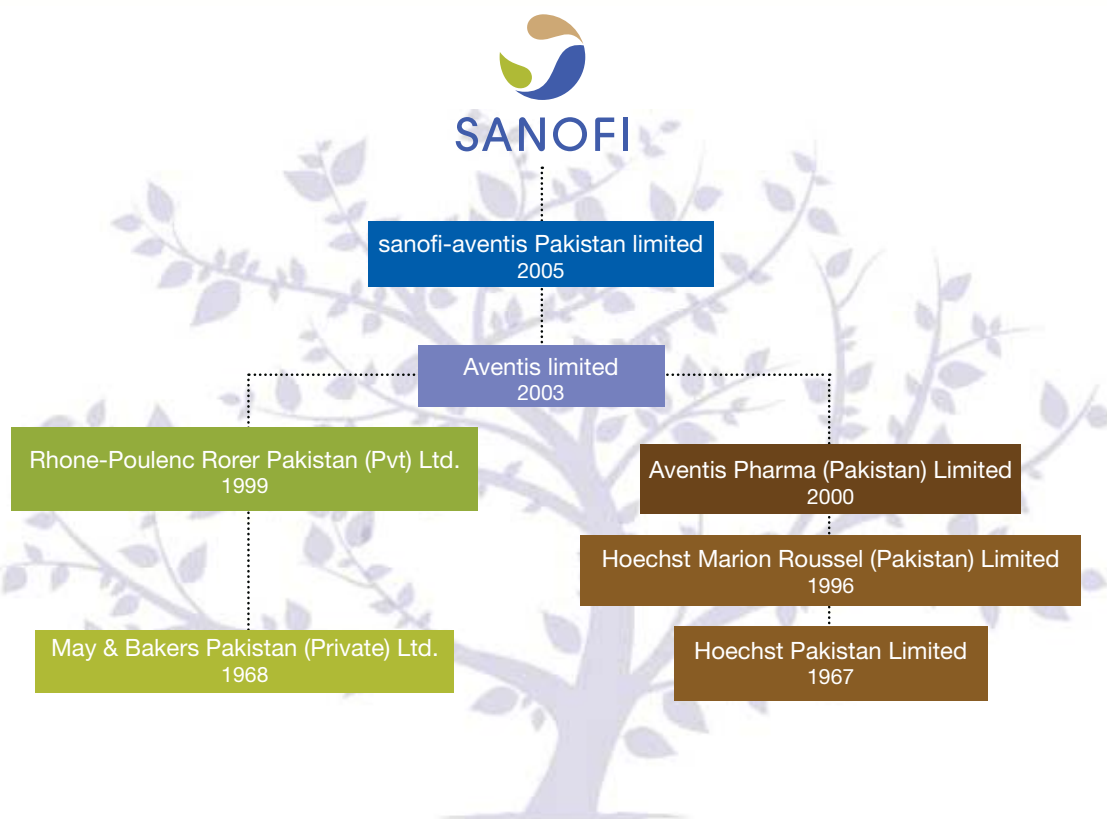 SANOFI
sanofi-aventis Pakistan limited
2005
Aventis limited
2003
Rhone-Poulenc Rorer Pakistan (Pvt) Ltd.
1999
Aventis Pharma (Pakistan) Limited
2000
Hoechst Marion Roussel (Pakistan) Limited
1996
May & Bakers Pakistan (Private) Ltd.
1968
Hoechst Pakistan Limited
1967